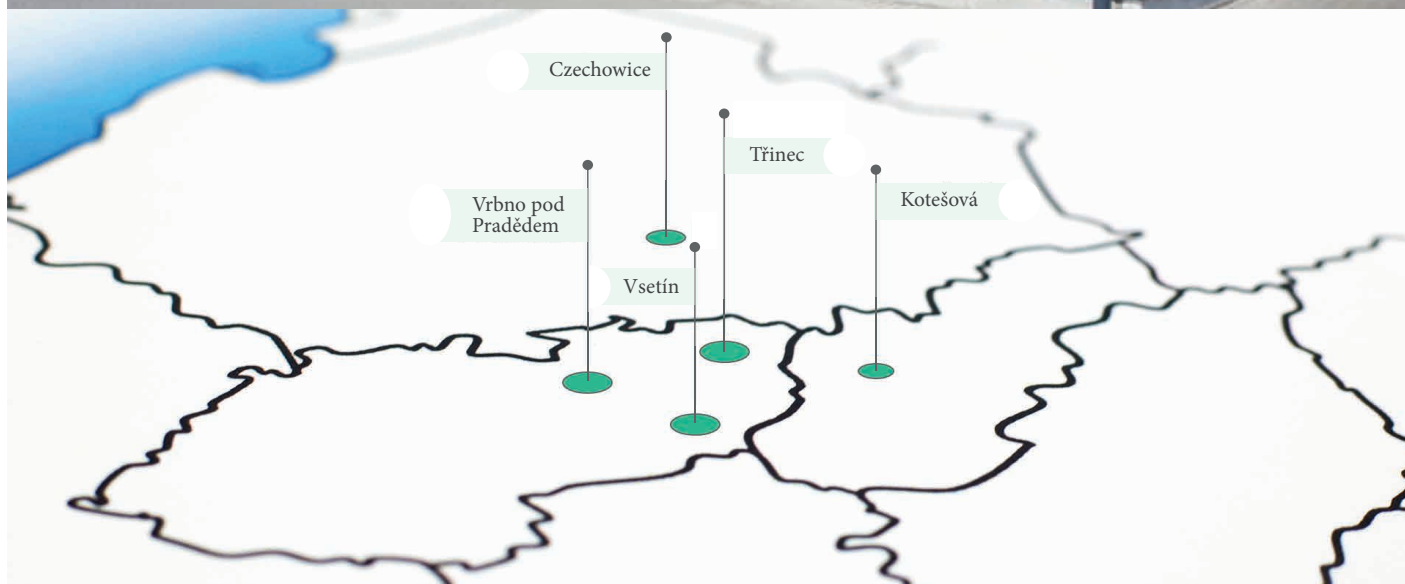 Czechowice
Třinec
Kotešová
Vrbno pod
Pradědem
Vsetín